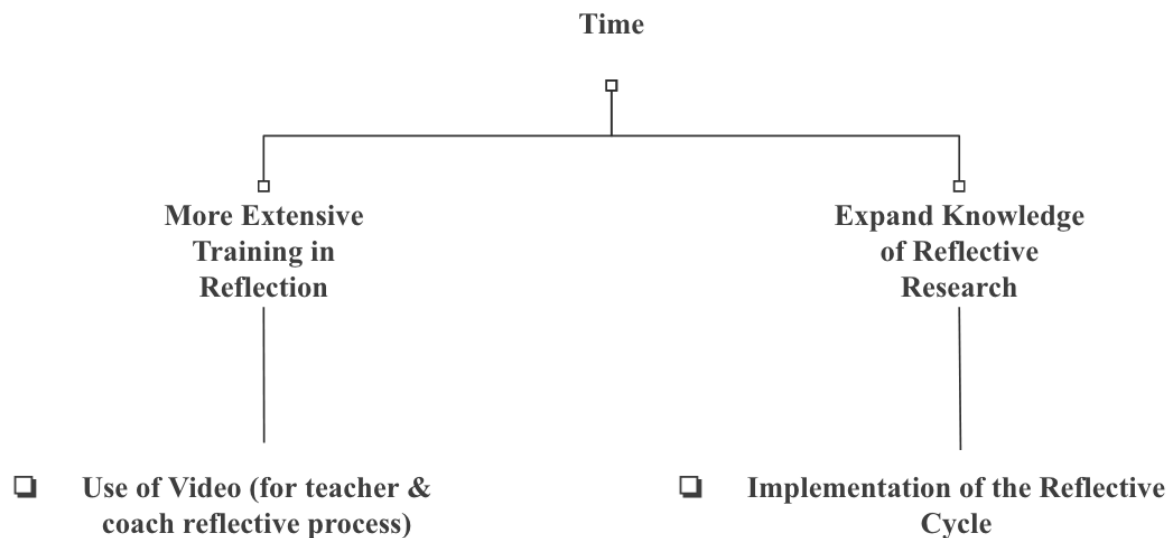 Time
More Extensive
Training in
Reflection
Expand Knowledge
of Reflective
Research
❏ Use of Video (for teacher &
coach reflective process)
❏ Implementation of the Reflective
Cycle